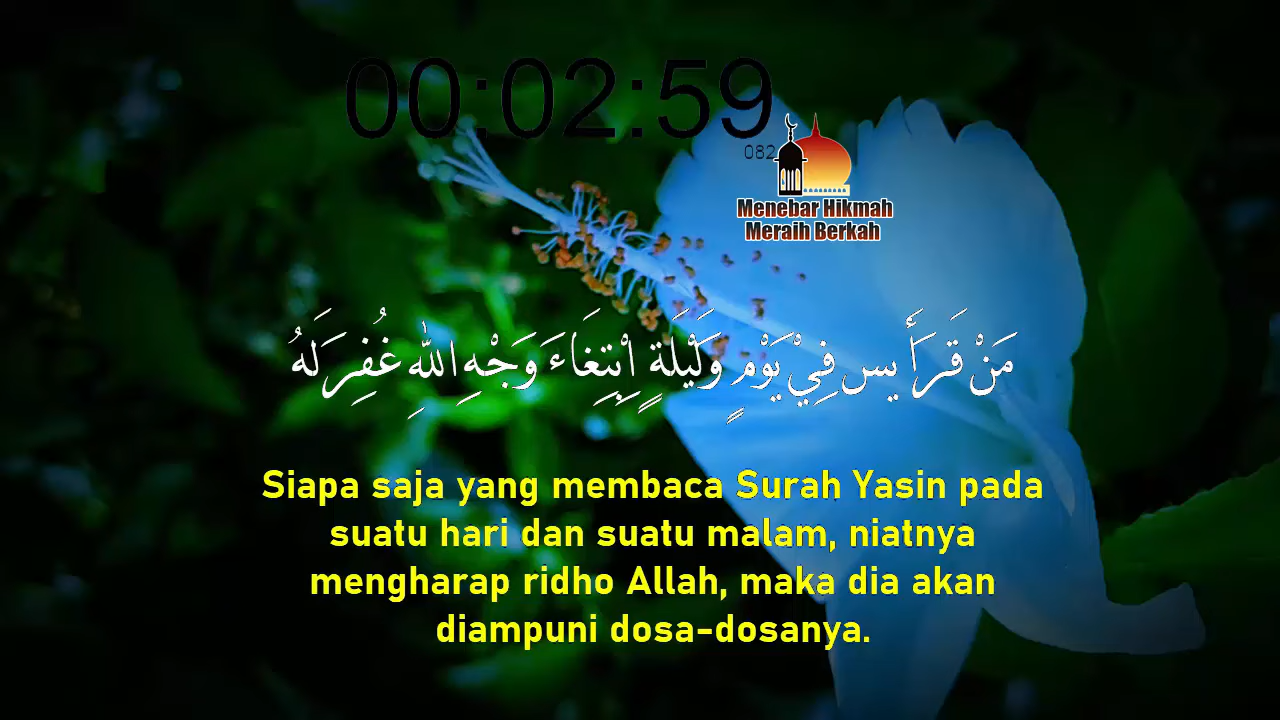 00:02:59
082
Menebar Hikmah
Meraih Berkah
مَنْ قَرَأَ يس فِيْ يَوْمٍ وَلَيْلَةٍ اِبْتِغَاءَ وَجْهِ اللهِ غُفِرَ لَهُ
Siapa saja yang membaca Surah Yasin pada
suatu hari dan suatu malam, niatnya
mengharap ridho Allah, maka dia akan
diampuni dosa-dosanya.